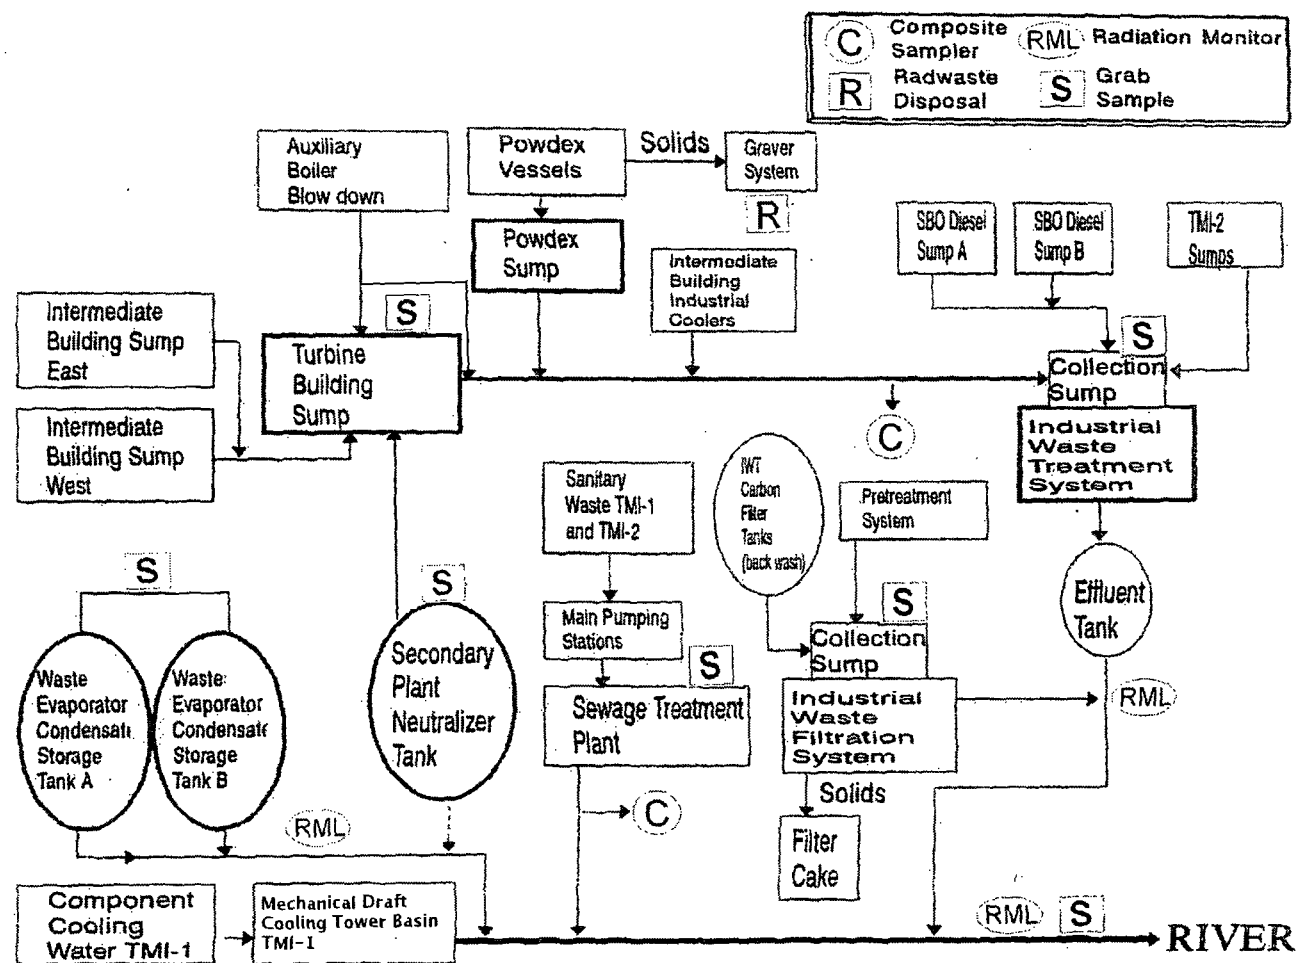 C Composite Sampler
RML Radiation Monitor
R Radwaste Disposal
S Grab Sample
Auxiliary
Boiler
Blow down
Powdex
Vessels
Solids
Graver
System
R
Powdex
Sump
Intermediate
Building
Industrial
Coolers
SBO Diesel
Sump A
SBO Diesel
Sump B
TMI-2
Sumps
Intermediate
Building Sump
East
S
Turbine
Building
Sump
S
Collection
Sump
Intermediate
Building Sump
West
C
Industrial
Waste
Treatment
System
Sanitary
Waste TMI-1
and TMI-2
IWT
Carbon
Filter
Tanks
(back wash)
Pretreatment
System
S
S
Effluent
Tank
Main Pumping
Stations
S
Collection
Sump
Waste
Evaporator
Condensate
Storage
Tank A
Waste
Evaporator
Condensate
Storage
Tank B
Secondary
Plant
Neutralizer
Tank
S
Sewage Treatment
Plant
Industrial
Waste
Filtration
System
RML
RML
C
Solids
Filter
Cake
Component
Cooling
Water TMI-1
Mechanical Draft
Cooling Tower Basin
TMI-1
RML
S
RIVER